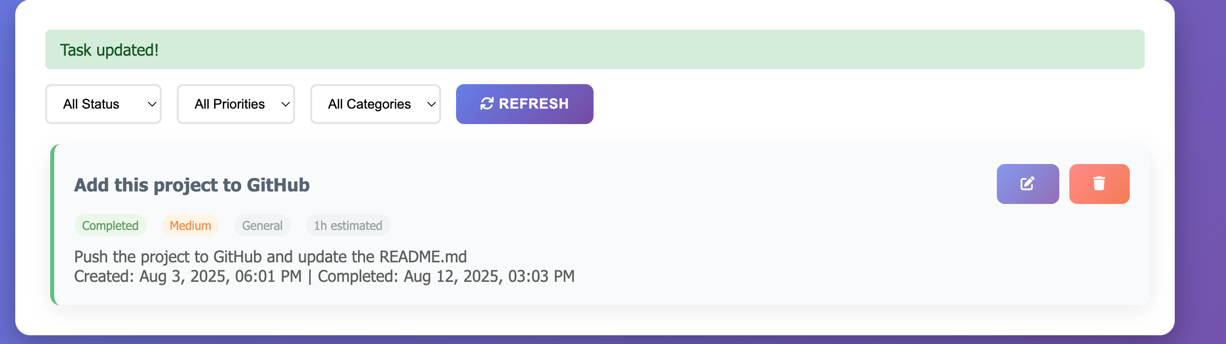 Task updated!
All Status All Priorities All Categories REFRESH
Add this project to GitHub
Completed Medium General 1h estimated
Push the project to GitHub and update the README.md
Created: Aug 3, 2025, 06:01 PM | Completed: Aug 12, 2025, 03:03 PM